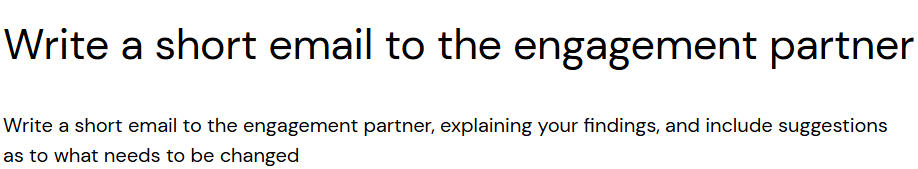 Write a short email to the engagement partner
Write a short email to the engagement partner, explaining your findings, and include suggestions
as to what needs to be changed